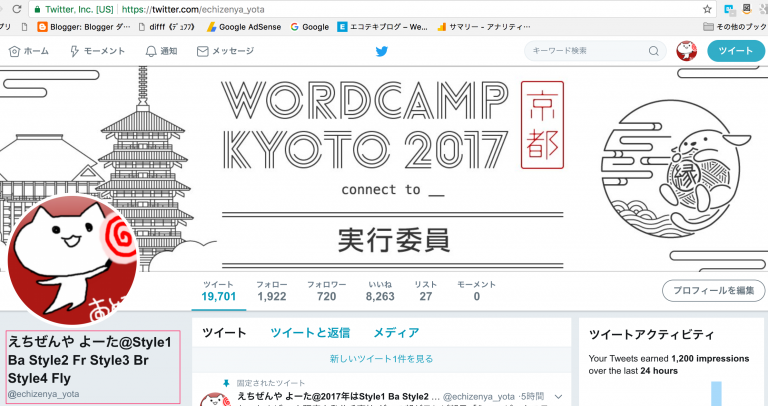 Twitter, Inc. [US] https://twitter.com/echizenya_yota
プリ Blogger: Blogger ダ… difff《ﾃﾞｭﾌﾌ》 Google AdSense Google エコテキブログ – We… サマリー - アナリティ… その他のブック
ホーム モーメント 通知 メッセージ キーワード検索 ツイート
WORDCAMP
KYOTO 2017
京都
connect to __
縁
実行委員
ツイート フォロー フォロワー いいね リスト モーメント
19,701 1,922 720 8,263 27 0
プロフィールを編集
えちぜんや よーた@Style1
Ba Style2 Fr Style3 Br
Style4 Fly
@echizenya_yota
ツイート ツイートと返信 メディア
新しいツイート1件を見る
固定されたツイート
えちぜんや よーた@2017年はStyle1 Ba Style2 … @echizenya_yota ·5時間
ツイートアクティビティ
Your Tweets earned 1,200 impressions
over the last 24 hours